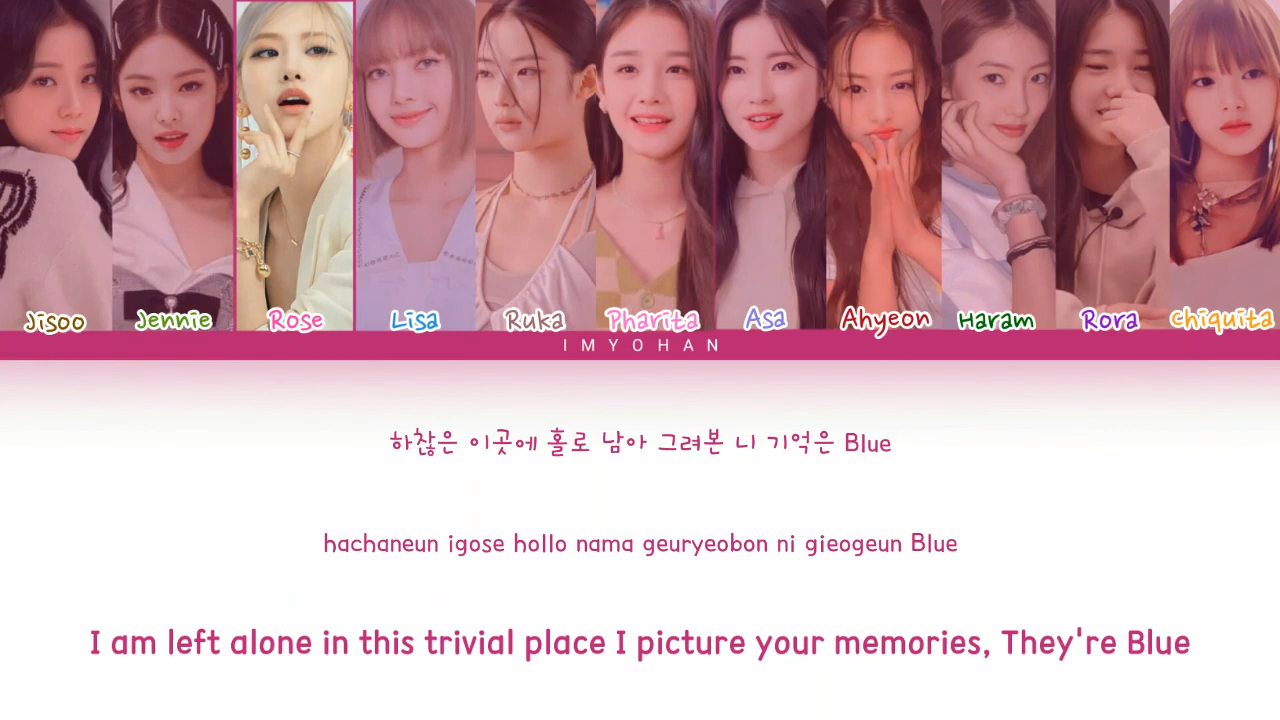 Jisoo Jennie Rose Lisa Ruka Pharita Asa Ahyeon Haram Rora chiquita
IMYOHAN
하찮은 이곳에 홀로 남아 그려본 니 기억은 Blue
hachaneun igose hollo nama geuryeobon ni gieogeun Blue
I am left alone in this trivial place I picture your memories, They're Blue